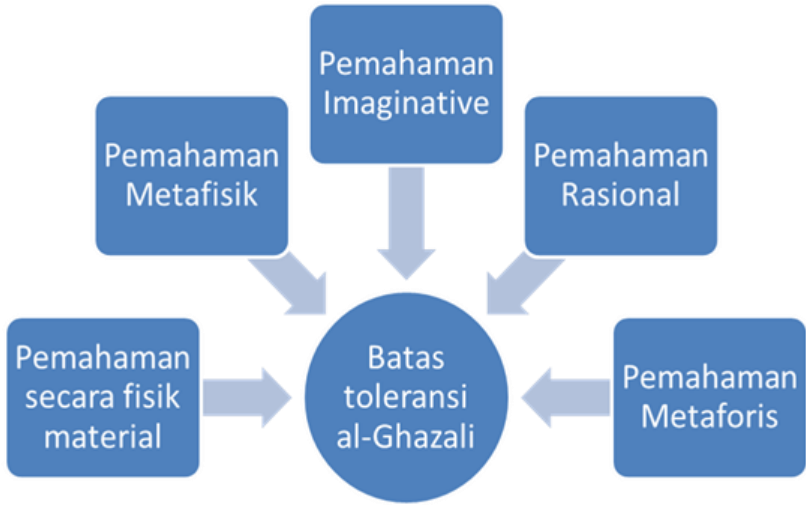 Pemahaman
Imaginative
Pemahaman
Metafisik
Pemahaman
Rasional
Pemahaman
secara fisik
material
Batas
toleransi
al-Ghazali
Pemahaman
Metaforis